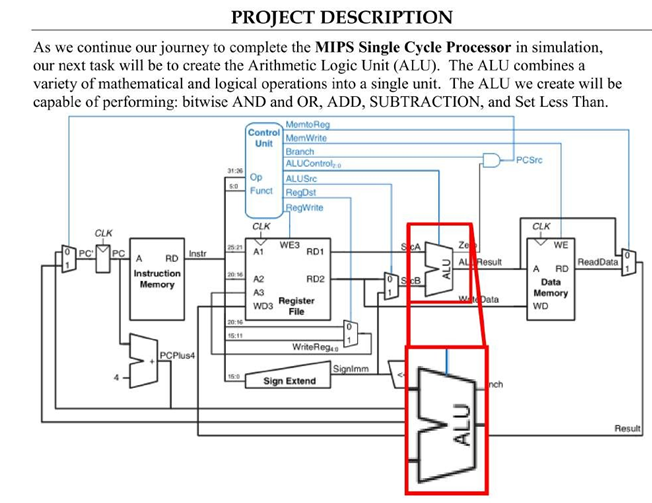 PROJECT DESCRIPTION
As we continue our journey to complete the MIPS Single Cycle Processor in simulation,
our next task will be to create the Arithmetic Logic Unit (ALU). The ALU combines a
variety of mathematical and logical operations into a single unit. The ALU we create will be
capable of performing: bitwise AND and OR, ADD, SUBTRACTION, and Set Less Than.
MemtoReg
Control
Unit
MemWrite
Branch
ALUControl2:0
PCSrc
31:26
Op
ALUSrc
5:0
Funct
RegDst
RegWrite
CLK
CLK
CLK
0
1
PC'
PC
A
RD
Instruction
Memory
Instr
25:21
A1
WE3
RD1
20:16
A2
RD2
A3
WD3
Register
File
0
1
ALU
WE
A
RD
Data
Memory
WD
ReadData
0
1
20:16
15:11
0
1
WriteReg4:0
PCPlus4
+
4
15:0
Sign Extend
SignImm
<
ALU
Result